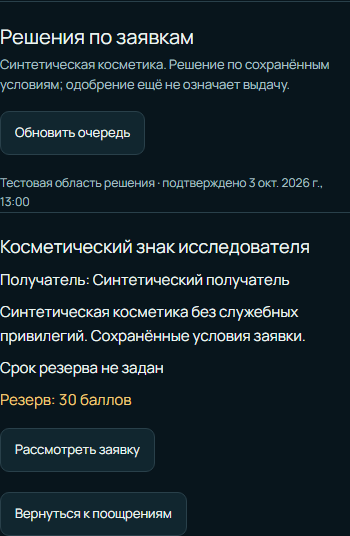 Решения по заявкам
Синтетическая косметика. Решение по сохранённым
условиям; одобрение ещё не означает выдачу.
Обновить очередь
Тестовая область решения · подтверждено 3 окт. 2026 г.,
13:00
Косметический знак исследователя
Получатель: Синтетический получатель
Синтетическая косметика без служебных
привилегий. Сохранённые условия заявки.
Срок резерва не задан
Резерв: 30 баллов
Рассмотреть заявку
Вернуться к поощрениям